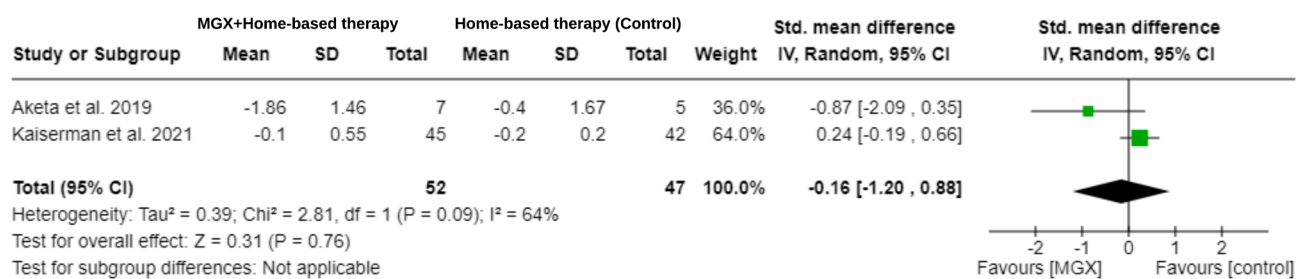 MGX+Home-based therapy Home-based therapy (Control) Std. mean difference Std. mean difference
Study or Subgroup Mean SD Total Mean SD Total Weight IV, Random, 95% CI IV, Random, 95% CI
Aketa et al. 2019 -1.86 1.46 7 -0.4 1.67 5 36.0% -0.87 [-2.09 , 0.35]
Kaiserman et al. 2021 -0.1 0.55 45 -0.2 0.2 42 64.0% 0.24 [-0.19 , 0.66]
Total (95% CI) 52 47 100.0% -0.16 [-1.20 , 0.88]
Heterogeneity: Tau² = 0.39; Chi² = 2.81, df = 1 (P = 0.09); I² = 64%
Test for overall effect: Z = 0.31 (P = 0.76) -2 -1 0 1 2
Test for subgroup differences: Not applicable Favours [MGX] Favours [control]